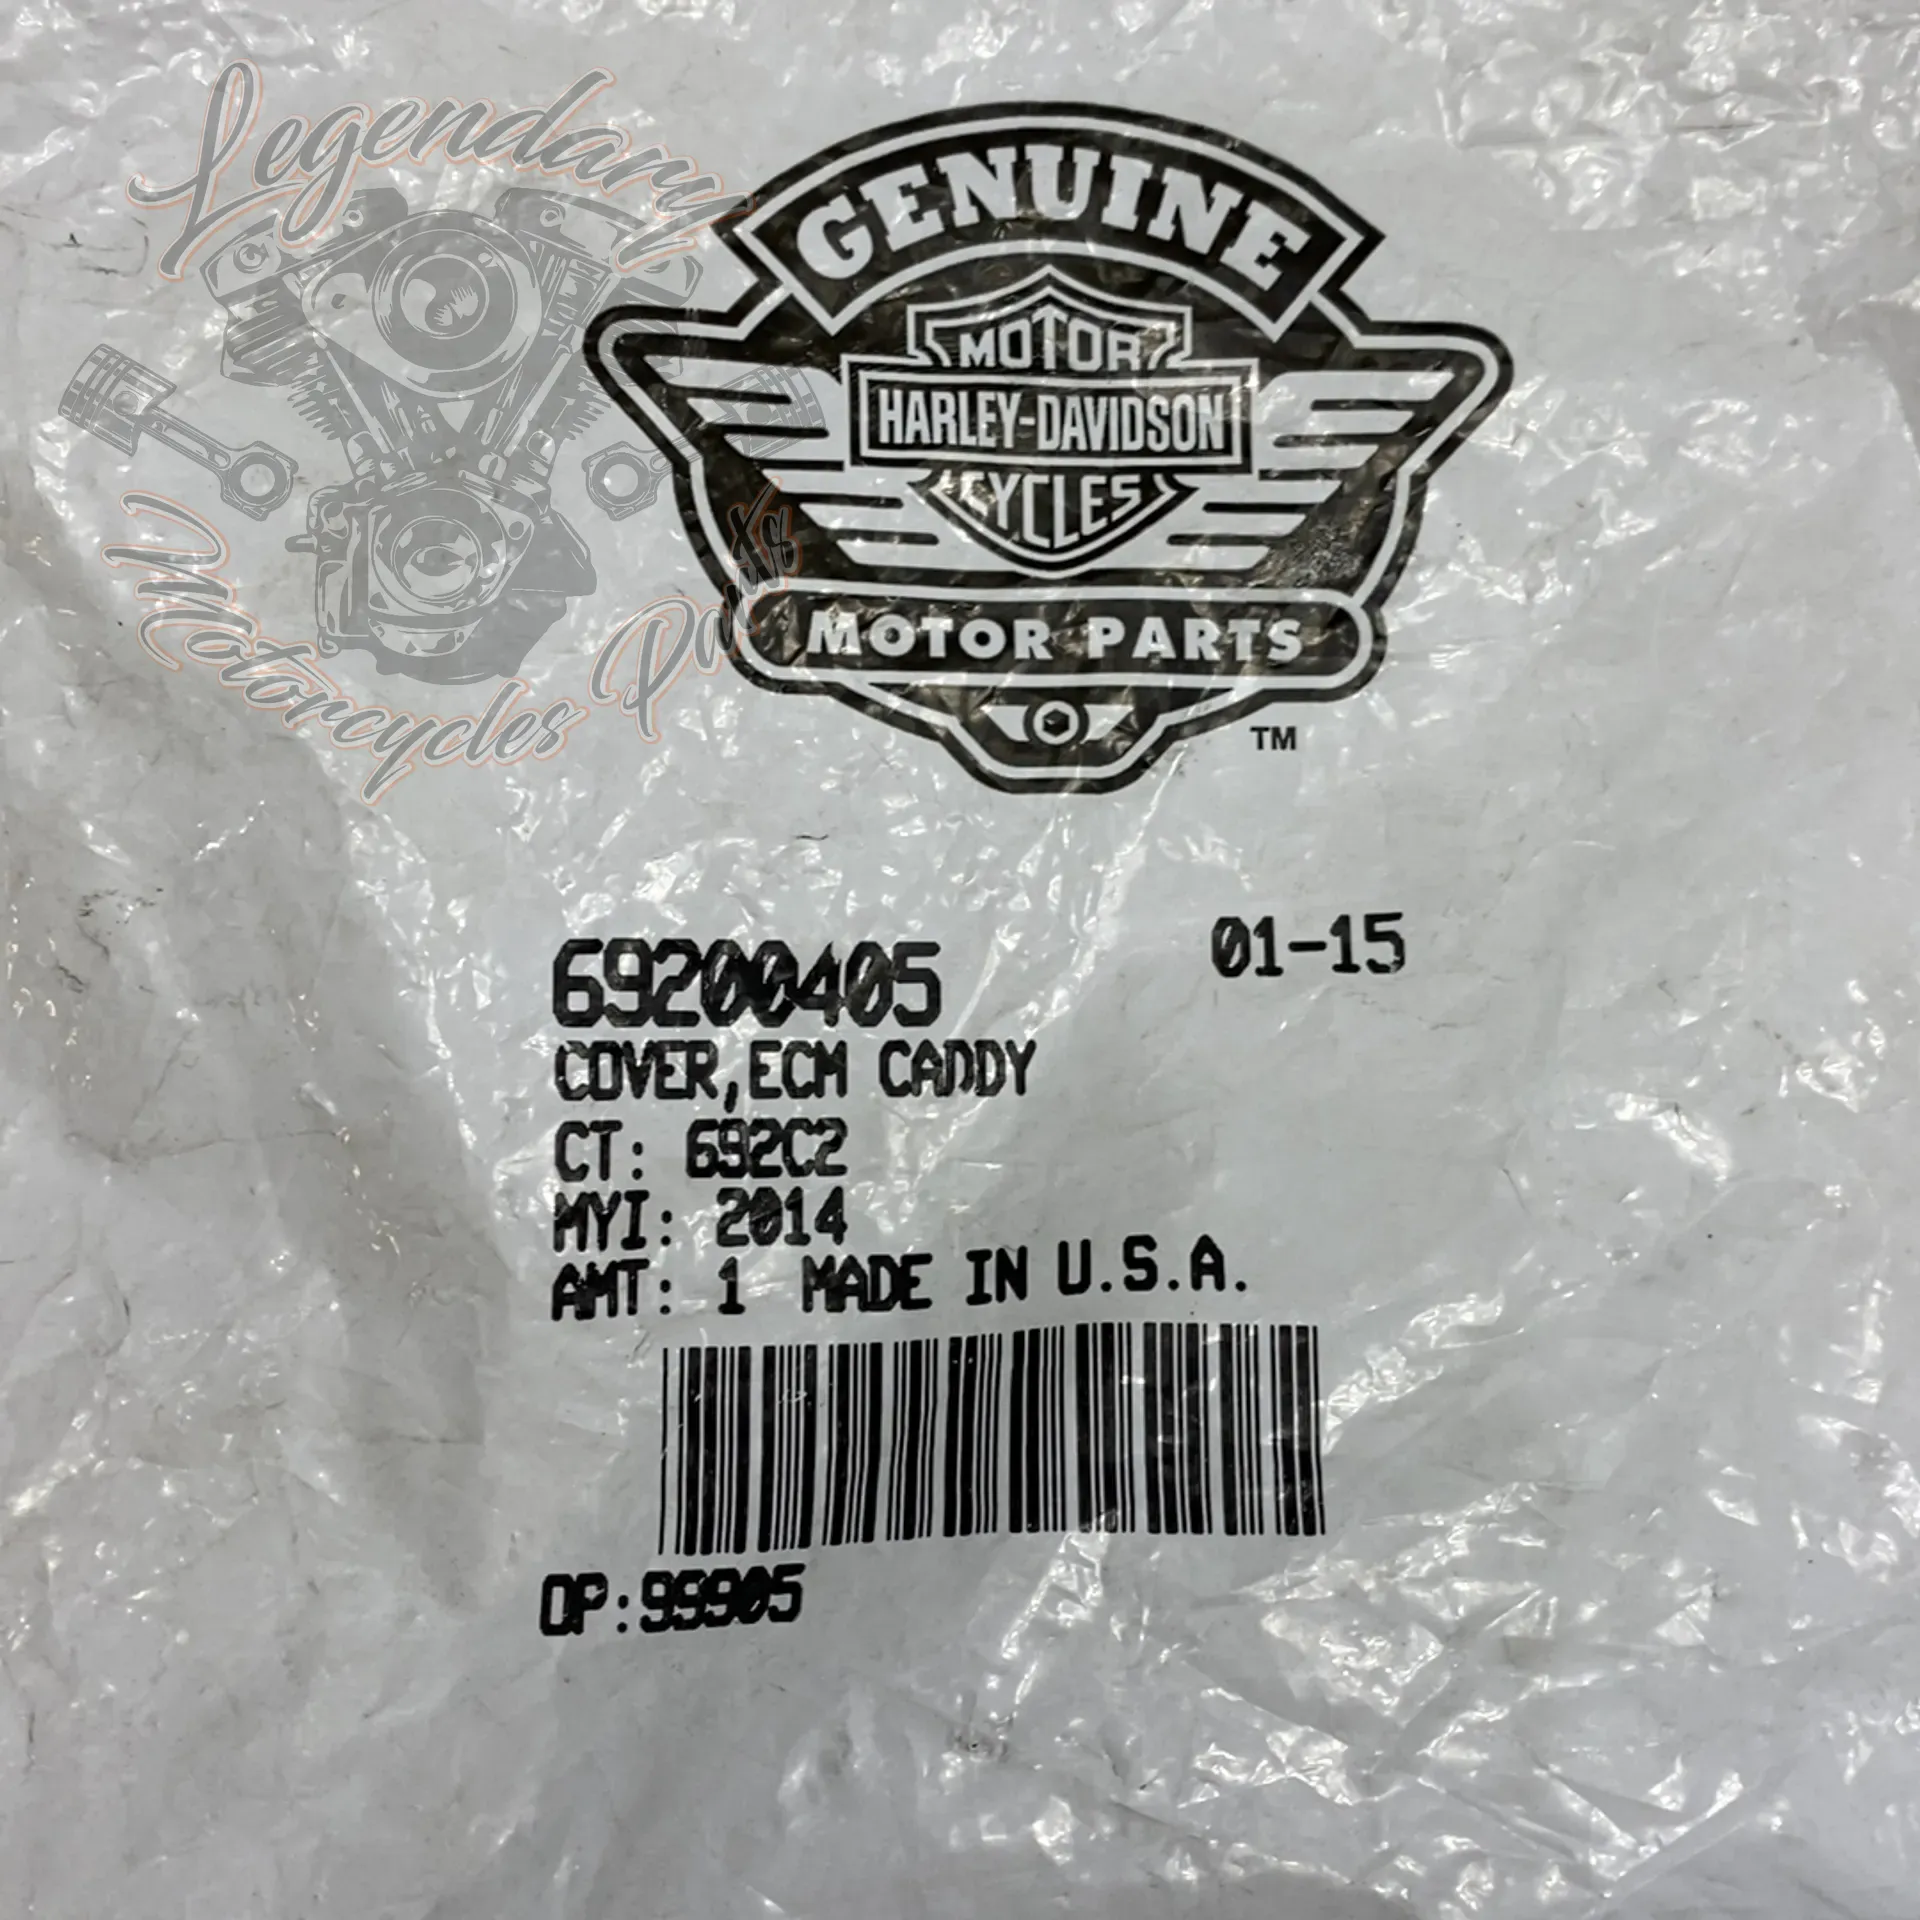 Legendary
Motorcycles Parts
GENUINE
MOTOR
HARLEY-DAVIDSON
CYCLES
MOTOR PARTS
TM
69200405 01-15
COVER,ECM CADDY
CT: 692C2
MYI: 2014
AMT: 1 MADE IN U.S.A.
OP:99905